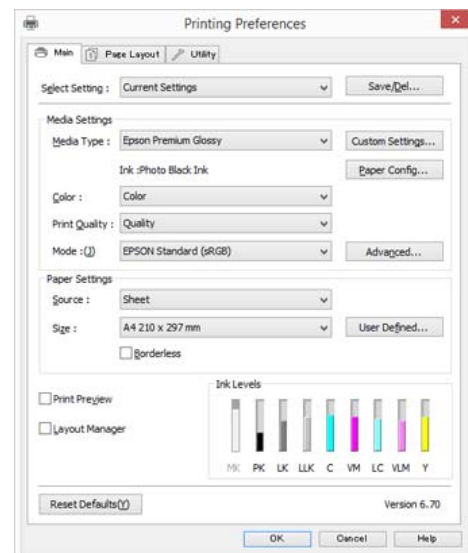 Printing Preferences
Main Page Layout Utility
Select Setting : Current Settings Save/Del...
Media Settings
Media Type : Epson Premium Glossy Custom Settings...
Ink :Photo Black Ink Paper Config...
Color : Color
Print Quality : Quality
Mode :(J) EPSON Standard (sRGB) Advanced...
Paper Settings
Source : Sheet
Size : A4 210 x 297 mm User Defined...
Borderless
Ink Levels
Print Preview
Layout Manager
MK PK LK LLK C VM LC VLM Y
Reset Defaults(Y) Version 6.70
OK Cancel Help